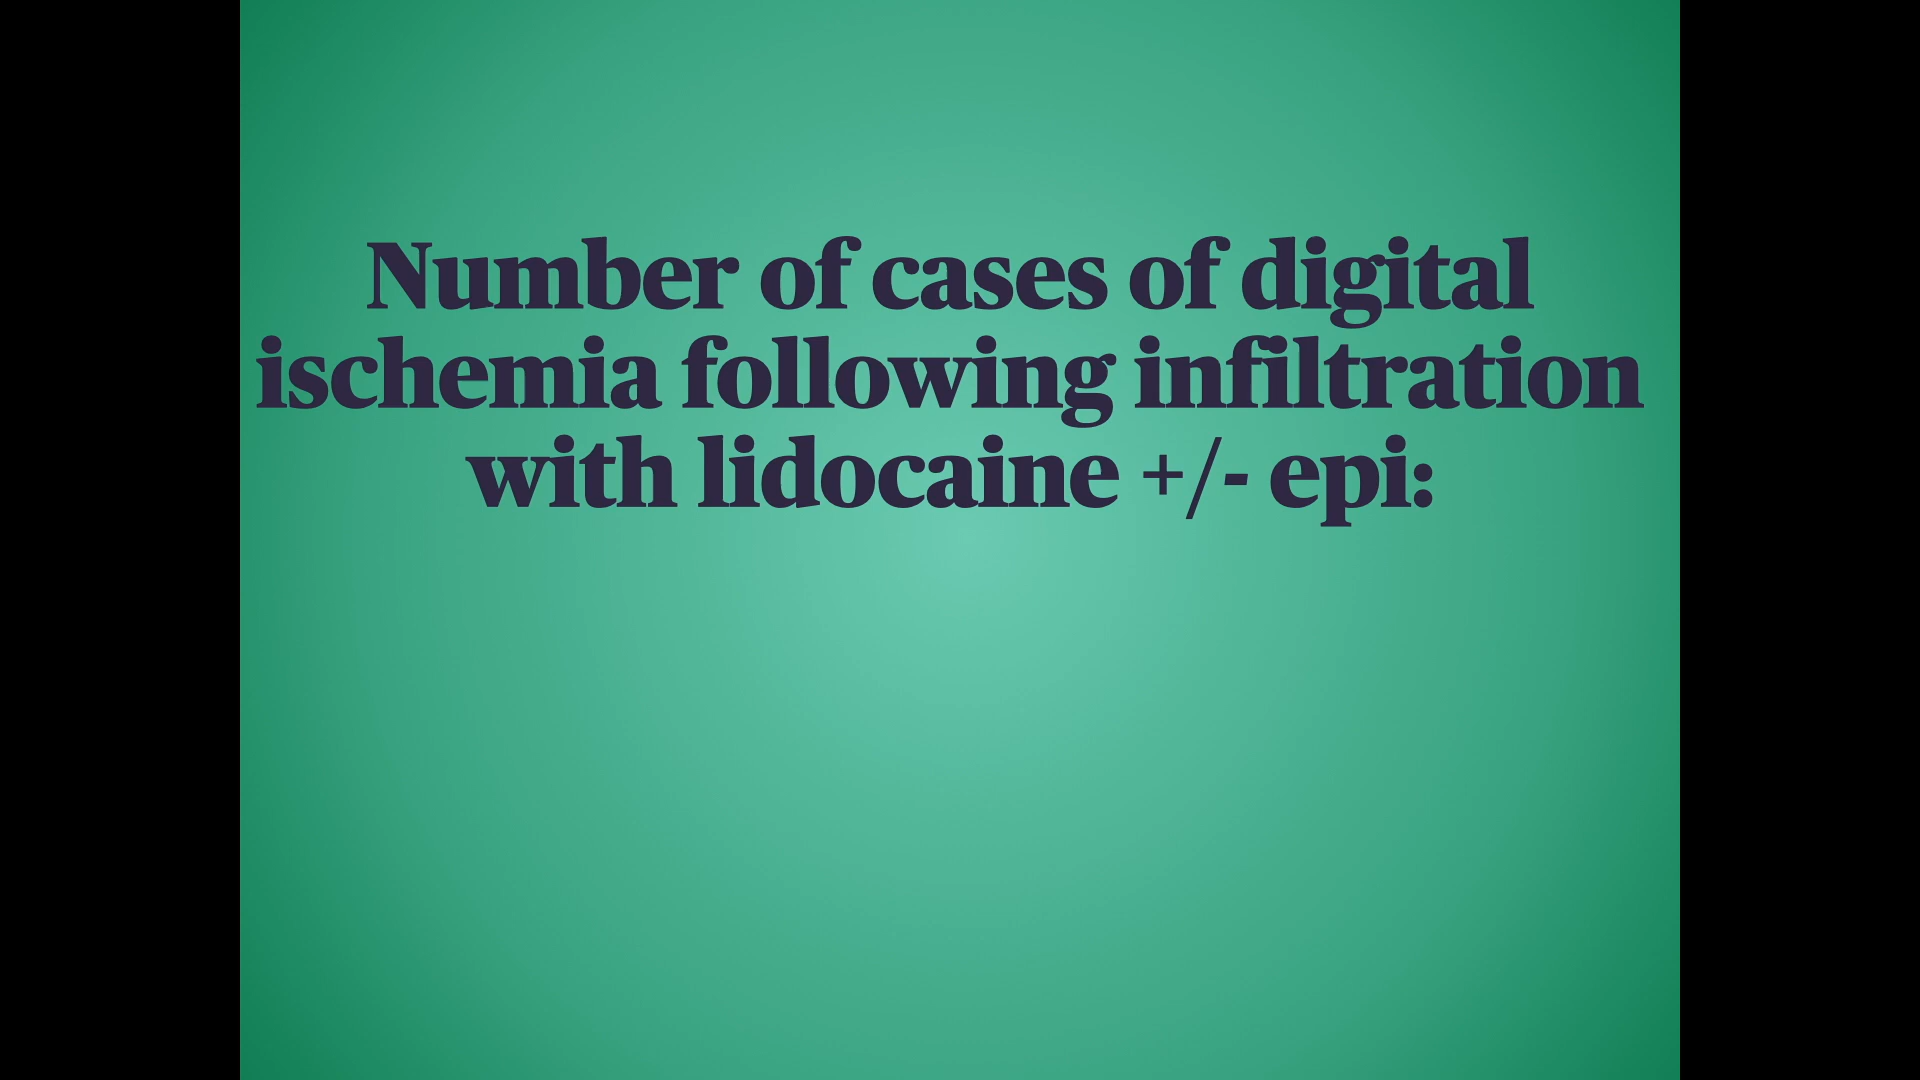 Number of cases of digital
ischemia following infiltration
with lidocaine +/- epi: